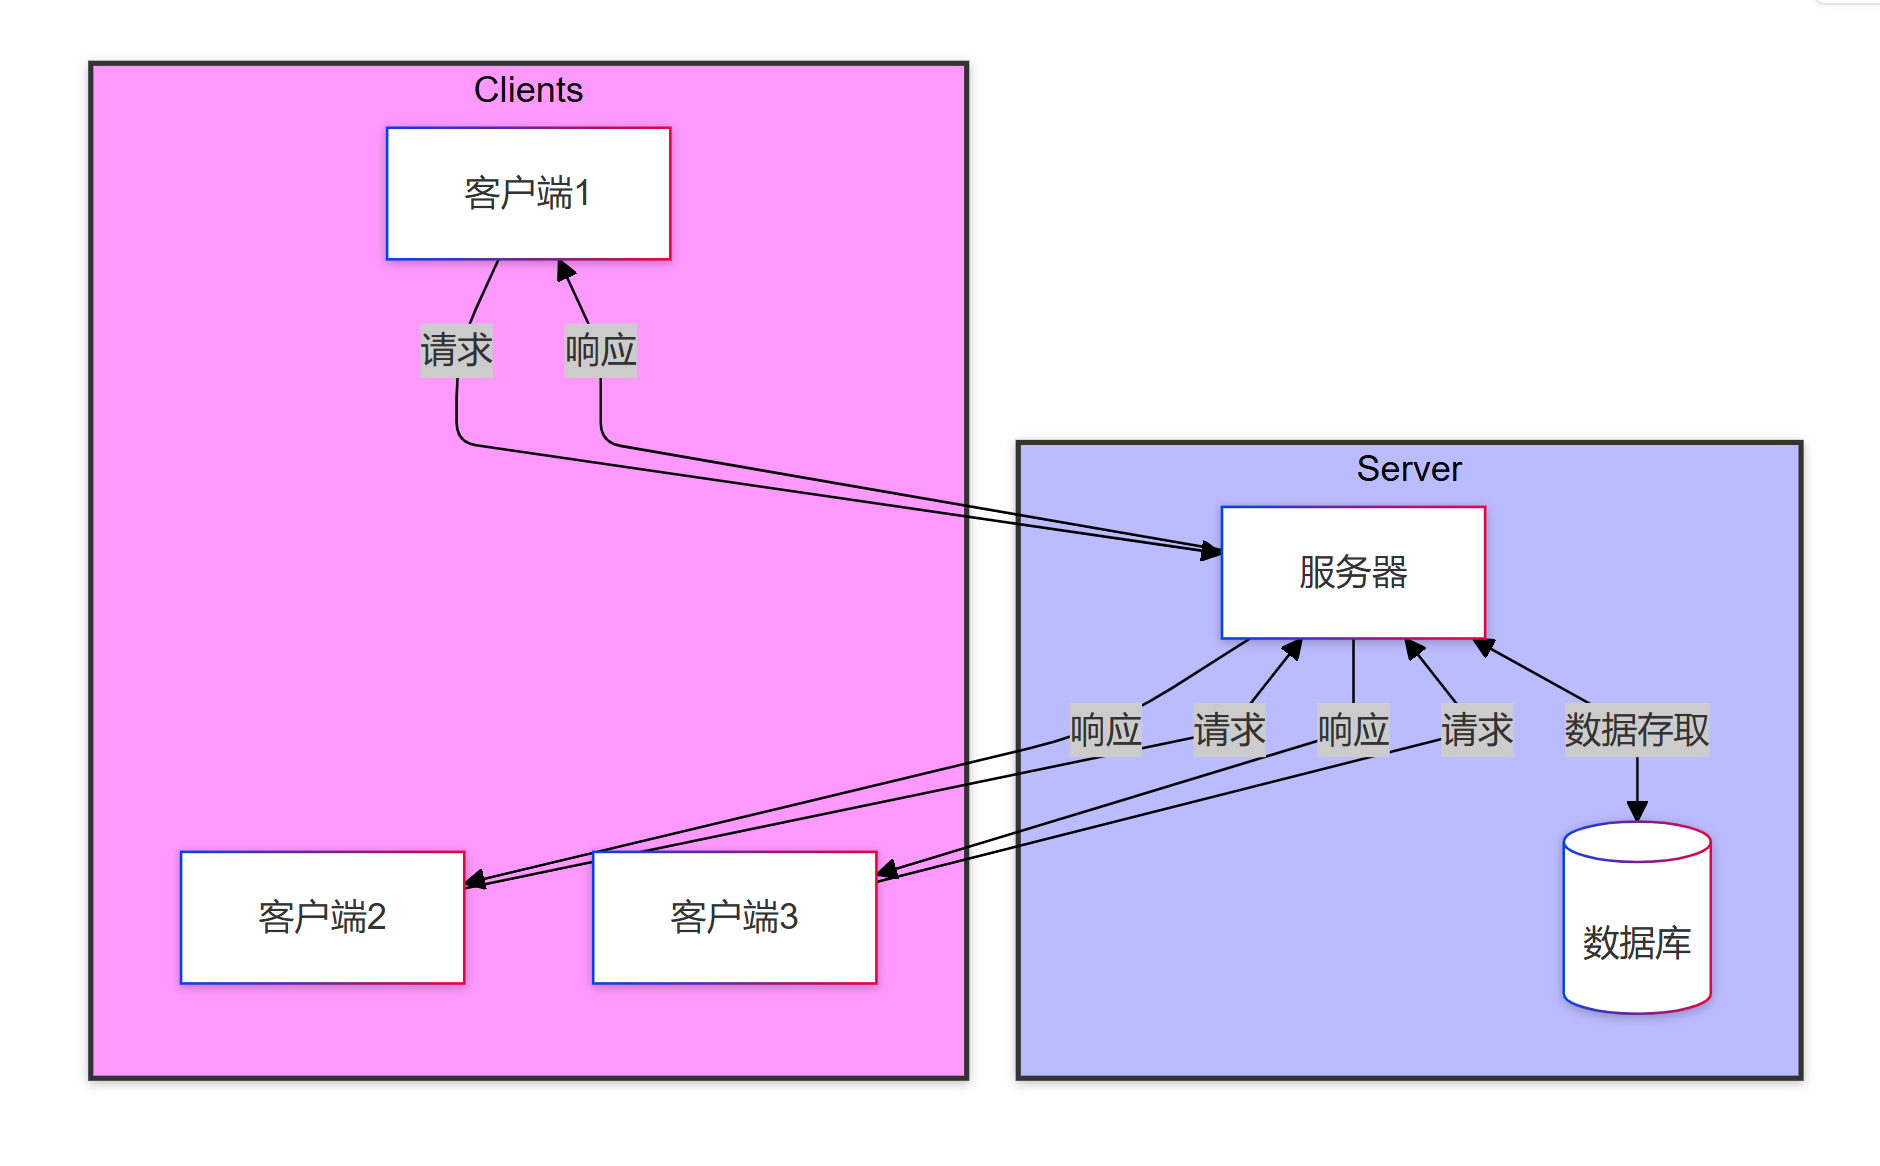 Clients
客户端1
请求
响应
Server
服务器
响应
请求
响应
请求
数据存取
客户端2
客户端3
数据库